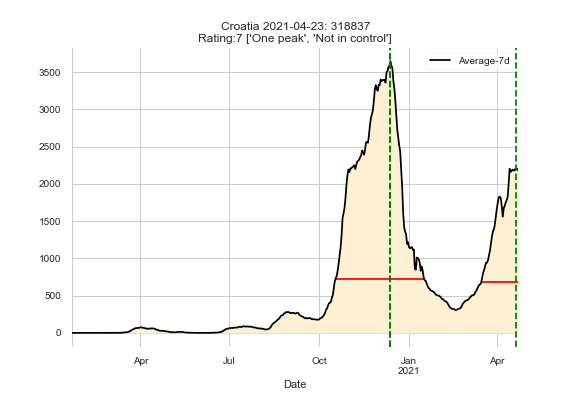 Croatia 2021-04-23: 318837
Rating:7 ['One peak', 'Not in control']
Average-7d
3500
3000
2500
2000
1500
1000
500
0
Apr
Jul
Oct
Jan
2021
Apr
Date